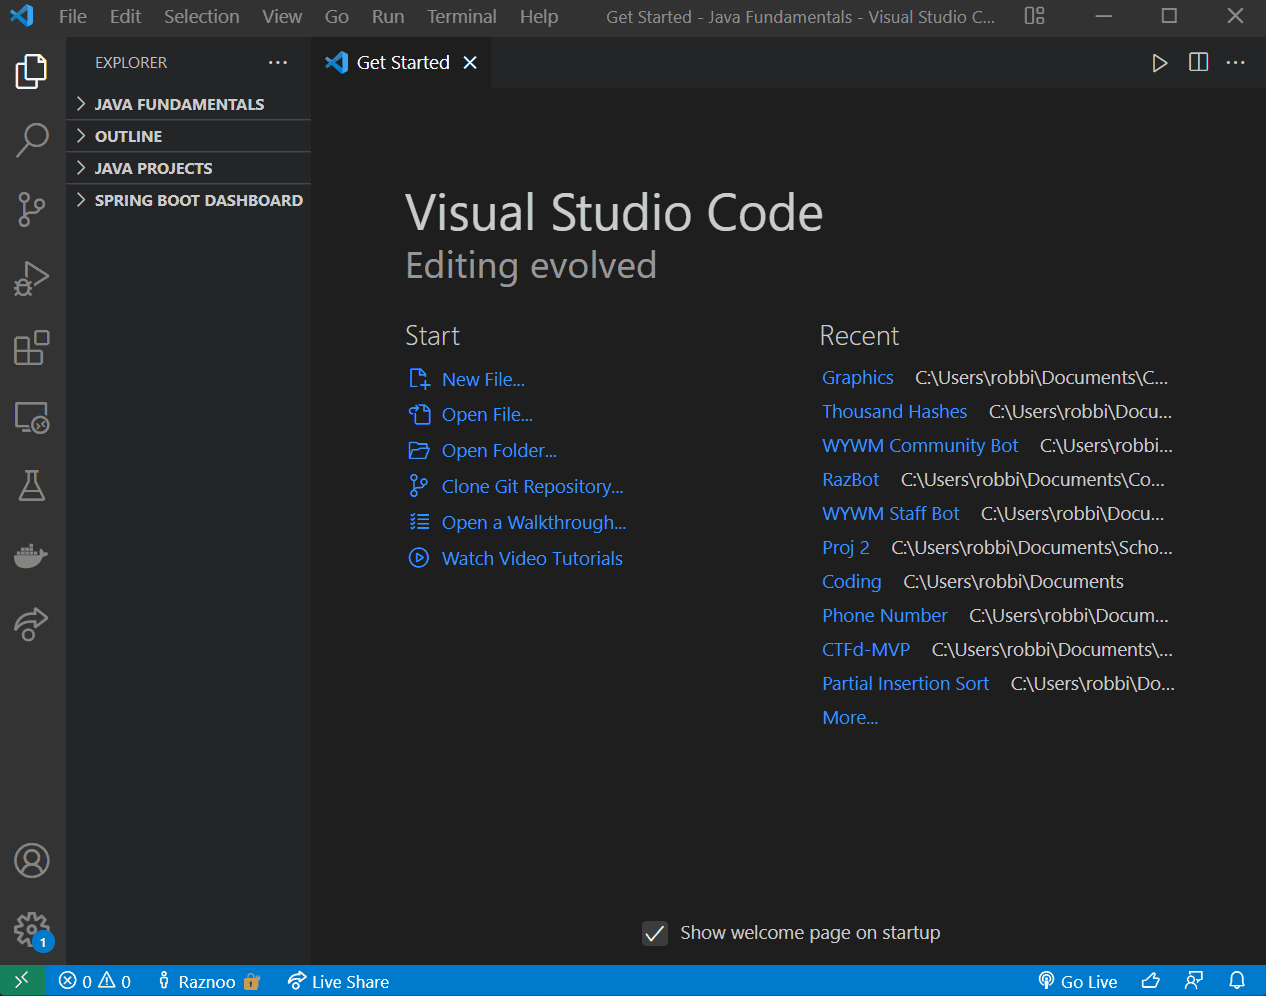 File Edit Selection View Go Run Terminal Help Get Started - Java Fundamentals - Visual Studio C...
EXPLORER
Get Started
JAVA FUNDAMENTALS
OUTLINE
JAVA PROJECTS
SPRING BOOT DASHBOARD
Visual Studio Code
Editing evolved
Start
New File...
Open File...
Open Folder...
Clone Git Repository...
Open a Walkthrough...
Watch Video Tutorials
Recent
Graphics C:\Users\robbi\Documents\C...
Thousand Hashes C:\Users\robbi\Docu...
WYWM Community Bot C:\Users\robbi...
RazBot C:\Users\robbi\Documents\Co...
WYWM Staff Bot C:\Users\robbi\Docu...
Proj 2 C:\Users\robbi\Documents\Scho...
Coding C:\Users\robbi\Documents
Phone Number C:\Users\robbi\Docum...
CTFd-MVP C:\Users\robbi\Documents\...
Partial Insertion Sort C:\Users\robbi\Do...
More...
Show welcome page on startup
1
0 0 Raznoo Live Share Go Live